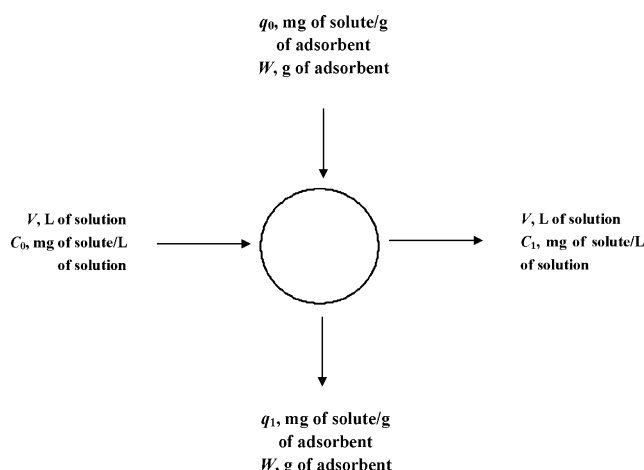 q₀, mg of solute/g
of adsorbent
W, g of adsorbent
V, L of solution
C₀, mg of solute/L
of solution
V, L of solution
C₁, mg of solute/L
of solution
q₁, mg of solute/g
of adsorbent
W, g of adsorbent